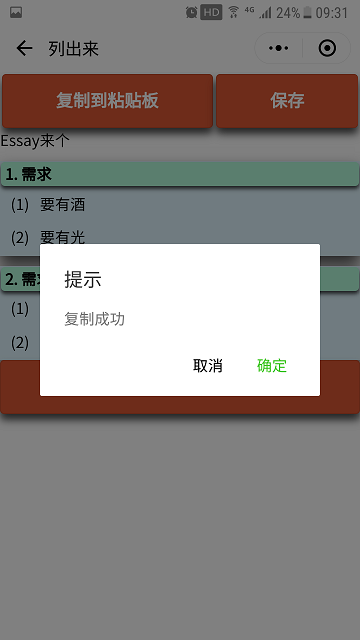 HD 4G 24% 09:31
列出来
复制到粘贴板 保存
Essay来个
1. 需求
(1) 要有酒
(2) 要有光
2. 需
(1)
(2)
提示
复制成功
取消 确定